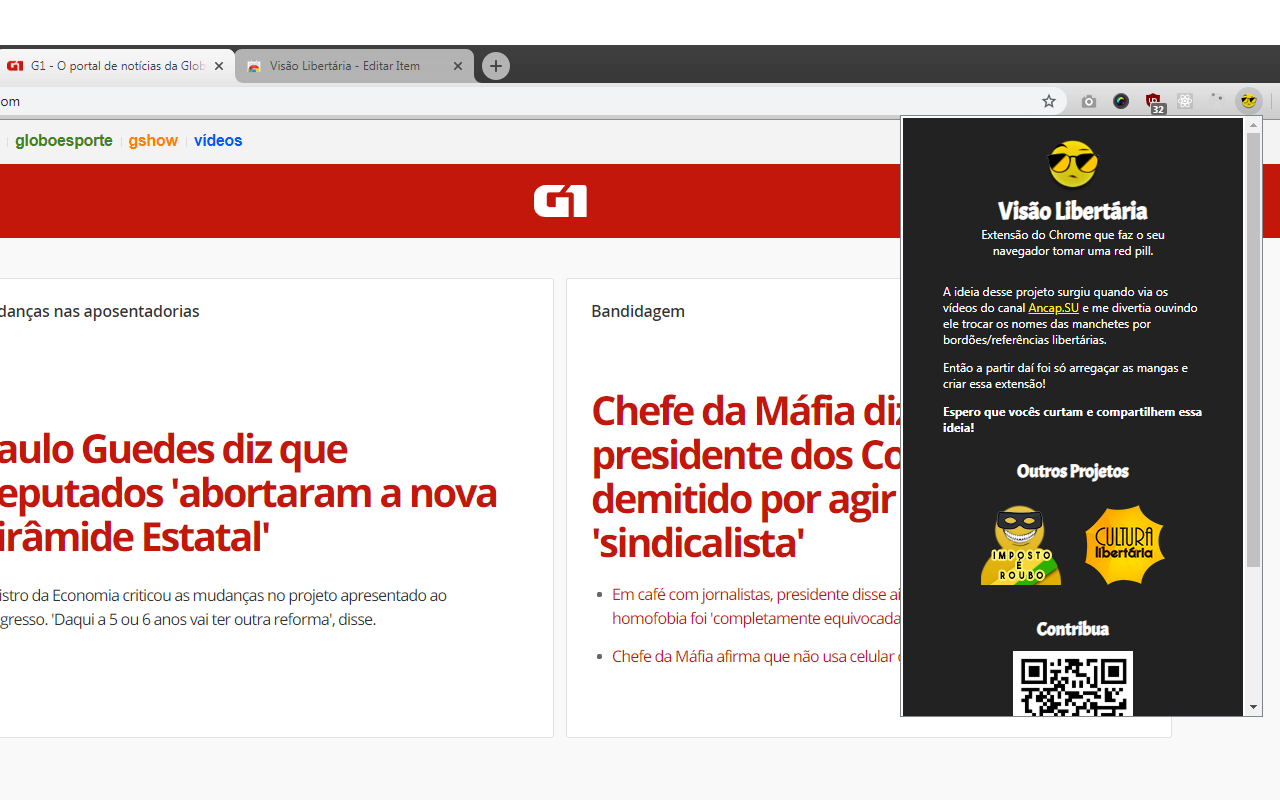 G1 - O portal de notícias da Glob
Visão Libertária - Editar Item
om
32
globoesporte
gshow
vídeos
G1
danças nas aposentadorias
aulo Guedes diz que
eputados 'abortaram a nova
irâmide Estatal'
istro da Economia criticou as mudanças no projeto apresentado ao
gresso. 'Daqui a 5 ou 6 anos vai ter outra reforma', disse.
Bandidagem
Chefe da Máfia diz
presidente dos Co
demitido por agir
'sindicalista'
Em café com jornalistas, presidente disse ai
homofobia foi 'completamente equivocada
Chefe da Máfia afirma que não usa celular
Visão Libertária
Extensão do Chrome que faz o seu
navegador tomar uma red pill.
A ideia desse projeto surgiu quando via os
vídeos do canal Ancap.SU e me divertia ouvindo
ele trocar os nomes das manchetes por
bordões/referências libertárias.
Então a partir daí foi só arregaçar as mangas e
criar essa extensão!
Espero que vocês curtam e compartilhem essa
ideia!
Outros Projetos
IMPOSTO
É
ROUBO
CULTURA
libertária
Contribua